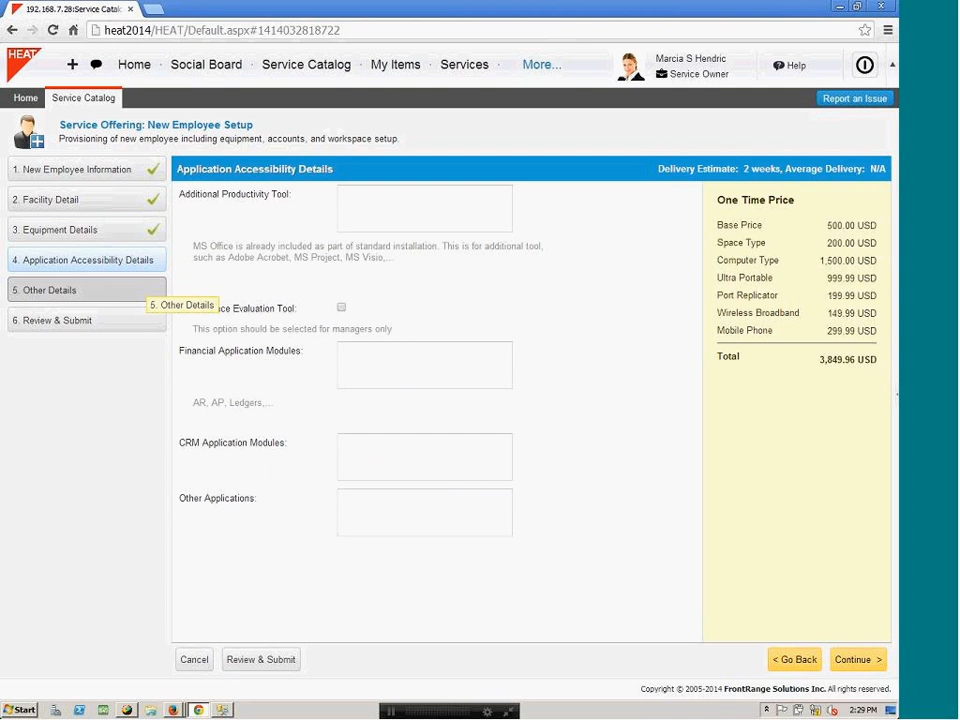 192.168.7.28:Service Catalo
heat2014/HEAT/Default.aspx#1414032818722
HEAT
Home · Social Board · Service Catalog · My Items · Services · More...
Marcia S Hendric
Service Owner
Help
Home
Service Catalog
Report an Issue
Service Offering: New Employee Setup
Provisioning of new employee including equipment, accounts, and workspace setup.
1. New Employee Information
2. Facility Detail
3. Equipment Details
4. Application Accessibility Details
5. Other Details
5. Other Details
6. Review & Submit
Application Accessibility Details
Delivery Estimate: 2 weeks, Average Delivery: N/A
Additional Productivity Tool:
MS Office is already included as part of standard installation. This is for additional tool,
such as Adobe Acrobet, MS Project, MS Visio,...
ce Evaluation Tool:
This option should be selected for managers only
Financial Application Modules:
AR, AP, Ledgers,...
CRM Application Modules:
Other Applications:
One Time Price
Base Price 500.00 USD
Space Type 200.00 USD
Computer Type 1,500.00 USD
Ultra Portable 999.99 USD
Port Replicator 199.99 USD
Wireless Broadband 149.99 USD
Mobile Phone 299.99 USD
Total 3,849.96 USD
Cancel
Review & Submit
< Go Back
Continue >
Copyright © 2005-2014 FrontRange Solutions Inc. All rights reserved.
Start
2:29 PM